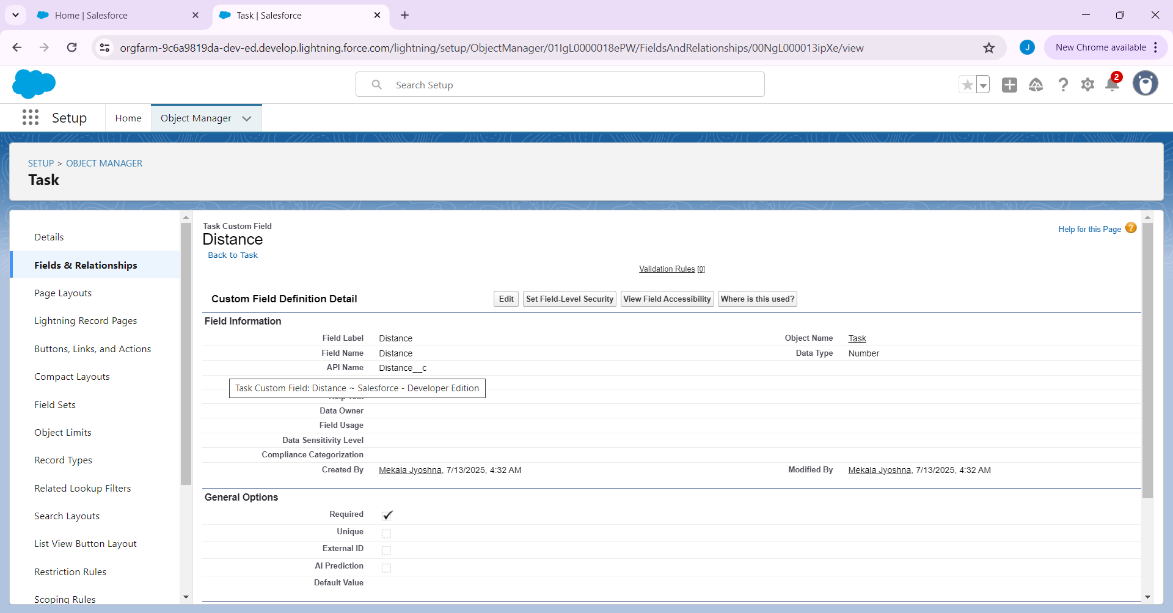 Home | Salesforce
Task | Salesforce
orgfarm-9c6a9819da-dev-ed.develop.lightning.force.com/lightning/setup/ObjectManager/01IgL0000018ePW/FieldsAndRelationships/00NgL000013ipXe/view
J
New Chrome available
Search Setup
2
Setup
Home
Object Manager
SETUP > OBJECT MANAGER
Task
Details
Fields & Relationships
Page Layouts
Lightning Record Pages
Buttons, Links, and Actions
Compact Layouts
Field Sets
Object Limits
Record Types
Related Lookup Filters
Search Layouts
List View Button Layout
Restriction Rules
Scoping Rules
Task Custom Field
Distance
Back to Task
Help for this Page ?
Validation Rules [0]
Custom Field Definition Detail
Edit Set Field-Level Security View Field Accessibility Where is this used?
Field Information
Field Label Distance Object Name Task
Field Name Distance Data Type Number
API Name Distance__c
Task Custom Field: Distance ~ Salesforce - Developer Edition
Data Owner
Field Usage
Data Sensitivity Level
Compliance Categorization
Created By Mekala Jyoshna, 7/13/2025, 4:32 AM Modified By Mekala Jyoshna, 7/13/2025, 4:32 AM
General Options
Required
Unique
External ID
AI Prediction
Default Value